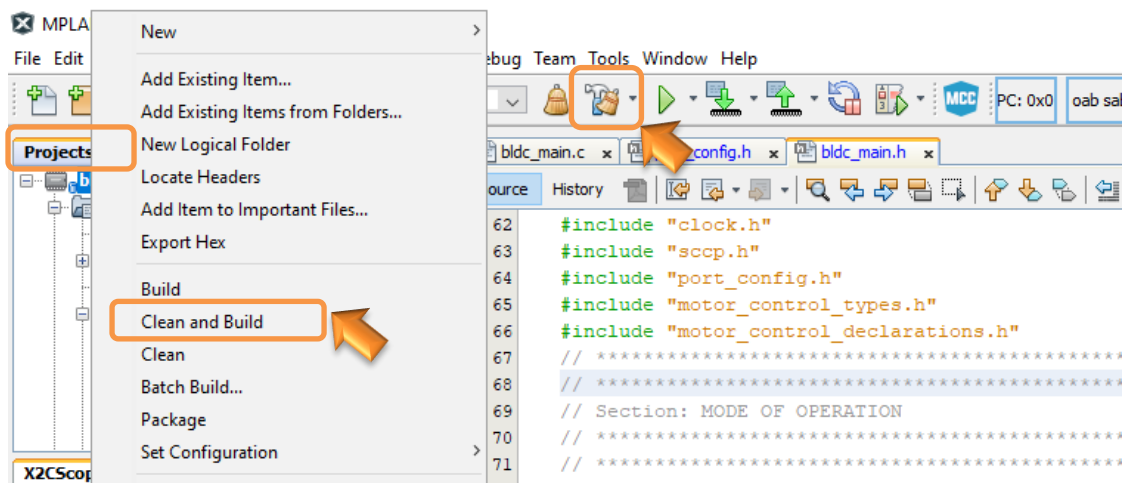 MPLA
File Edit
ebug Team Tools Window Help
MCC
PC: 0x0
oab sab
Projects
b
New
Add Existing Item...
Add Existing Items from Folders...
New Logical Folder
Locate Headers
Add Item to Important Files...
Export Hex
Build
Clean and Build
Clean
Batch Build...
Package
Set Configuration
X2CScop
bldc_main.c
_config.h
bldc_main.h
ource
History
62 #include "clock.h"
63 #include "sccp.h"
64 #include "port_config.h"
65 #include "motor_control_types.h"
66 #include "motor_control_declarations.h"
67 // ********************************************
68 // ********************************************
69 // Section: MODE OF OPERATION
70 // ********************************************
71 // ********************************************